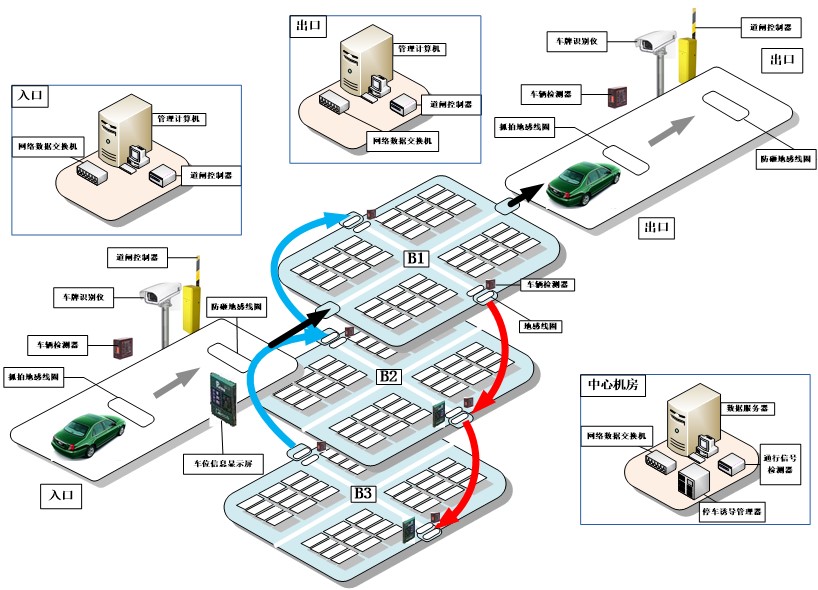 出口
管理计算机
道闸控制器
网络数据交换机
车牌识别仪
道闸控制器
出口
车辆检测器
抓拍地感线圈
防砸地感线圈
出口
入口
管理计算机
网络数据交换机
道闸控制器
道闸控制器
车牌识别仪
防砸地感线圈
车辆检测器
抓拍地感线圈
车位信息显示屏
入口
B1
车辆检测器
地感线圈
B2
B3
中心机房
数据服务器
网络数据交换机
通行信号
检测器
停车诱导管理器